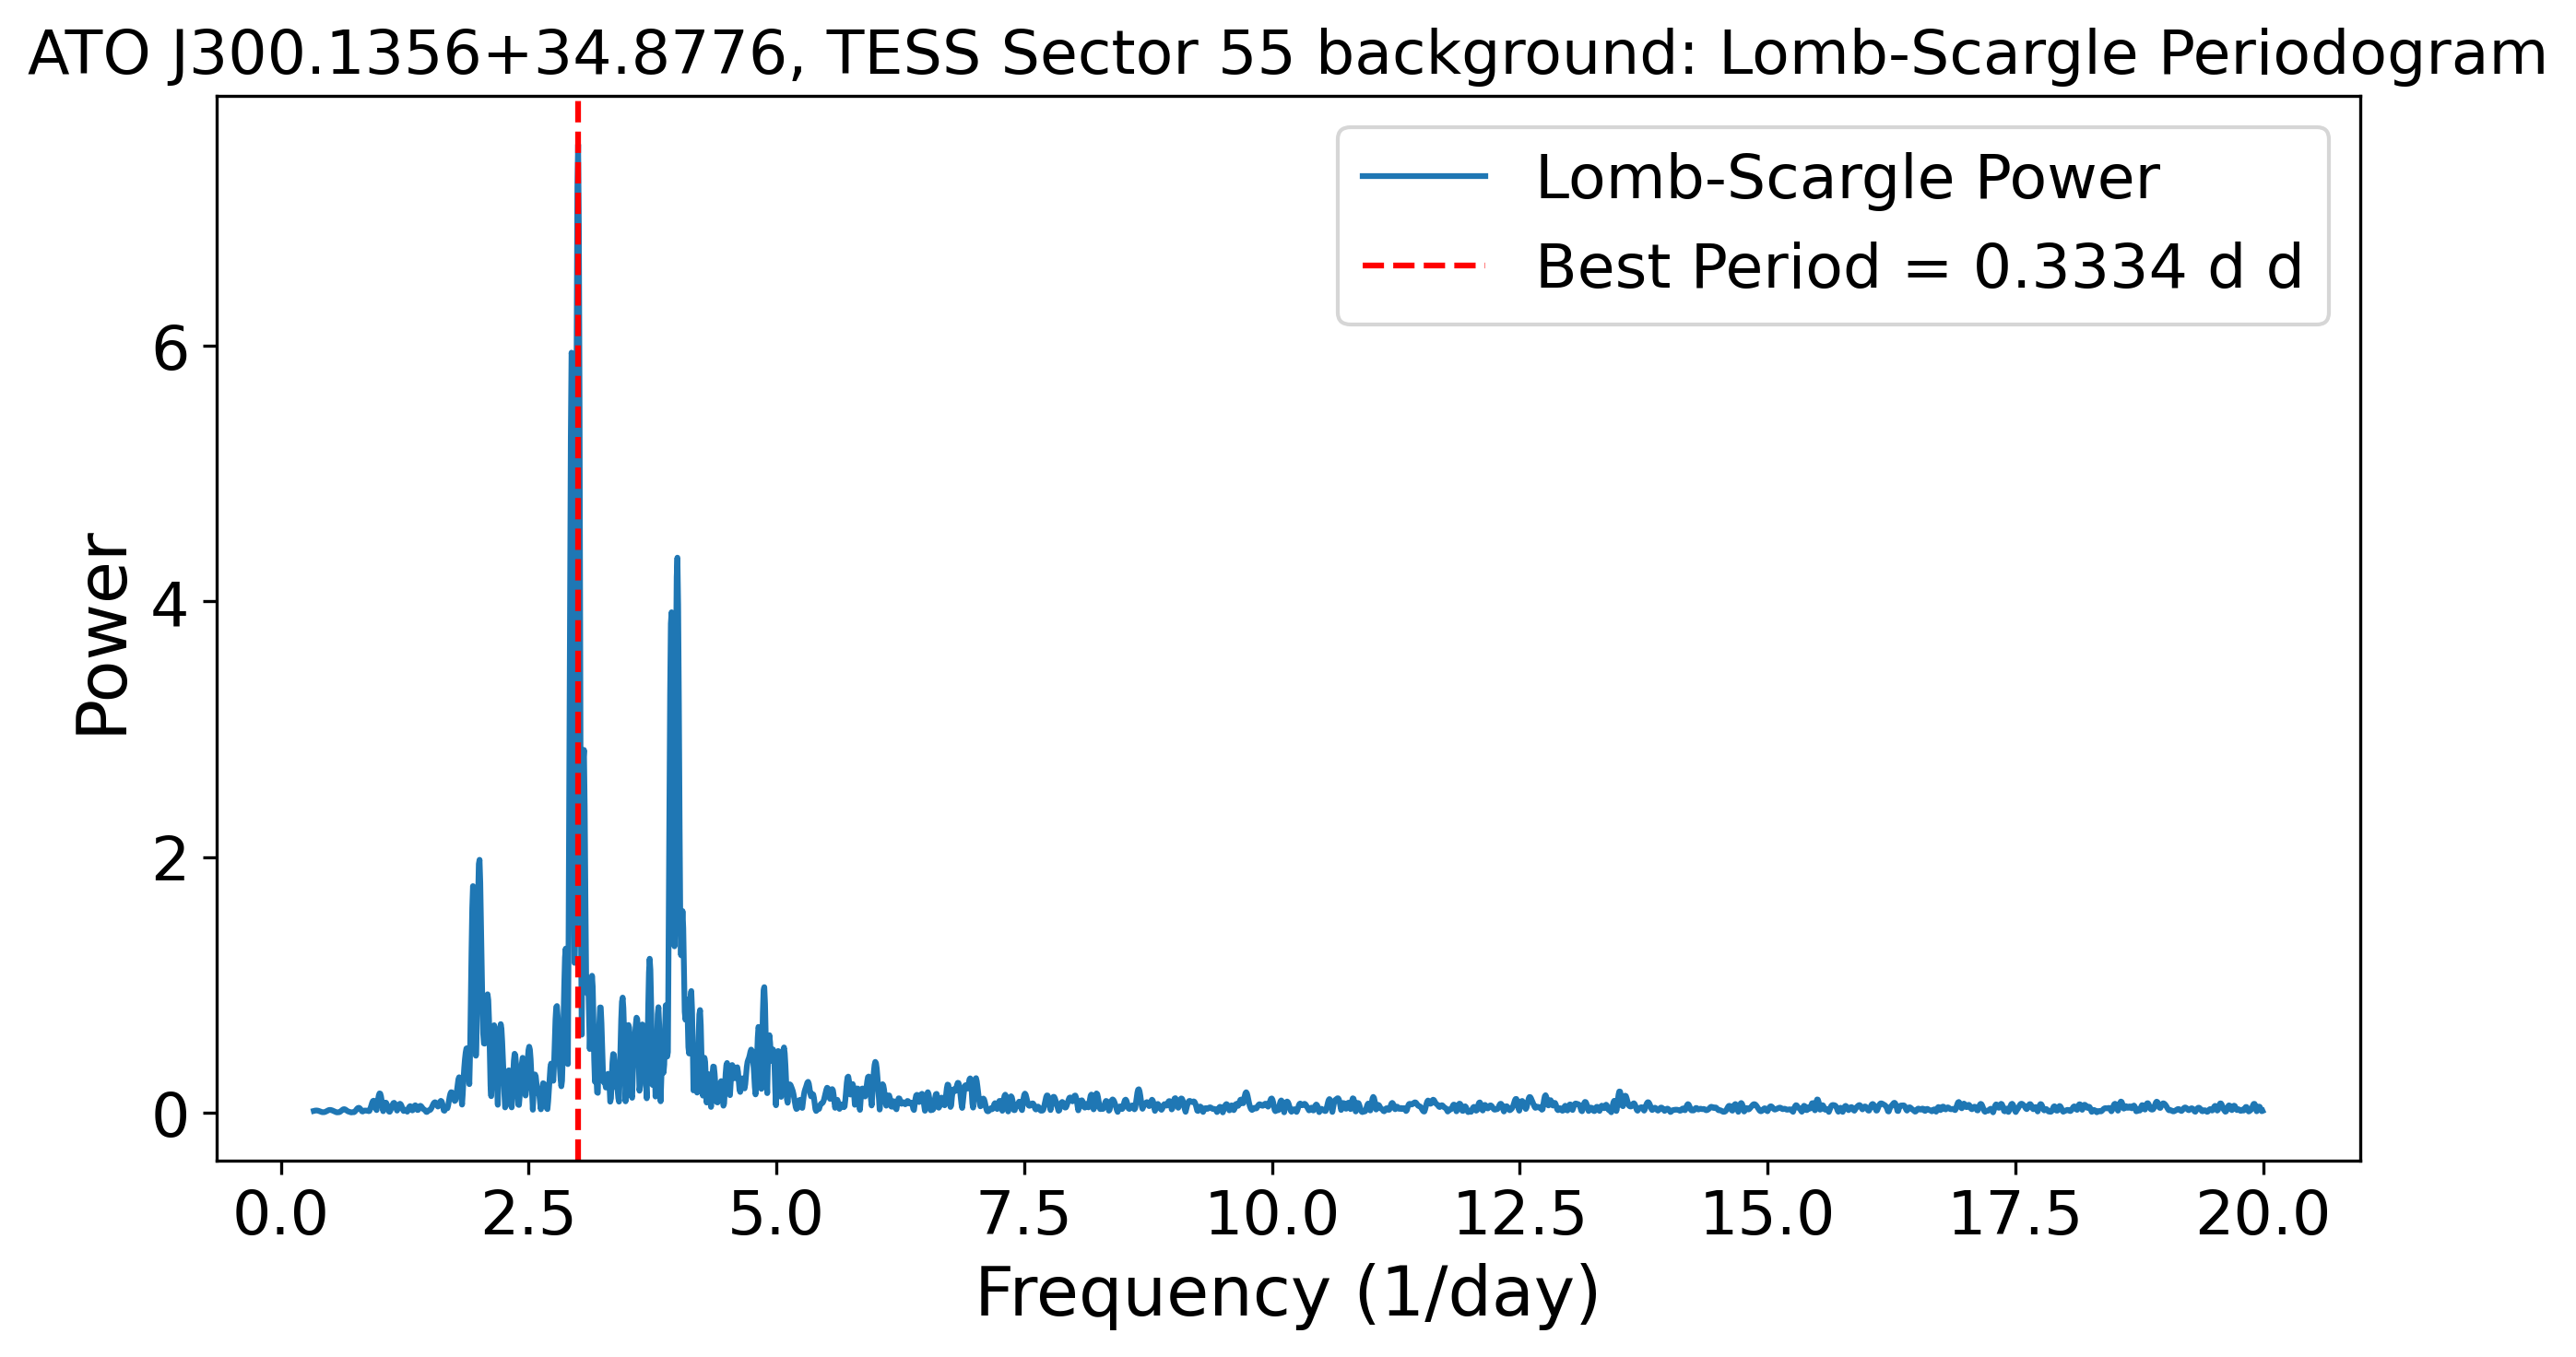 ATO J300.1356+34.8776, TESS Sector 55 background: Lomb-Scargle Periodogram
Lomb-Scargle Power
Best Period = 0.3334 d d
Power
6
4
2
0
0.0 2.5 5.0 7.5 10.0 12.5 15.0 17.5 20.0
Frequency (1/day)